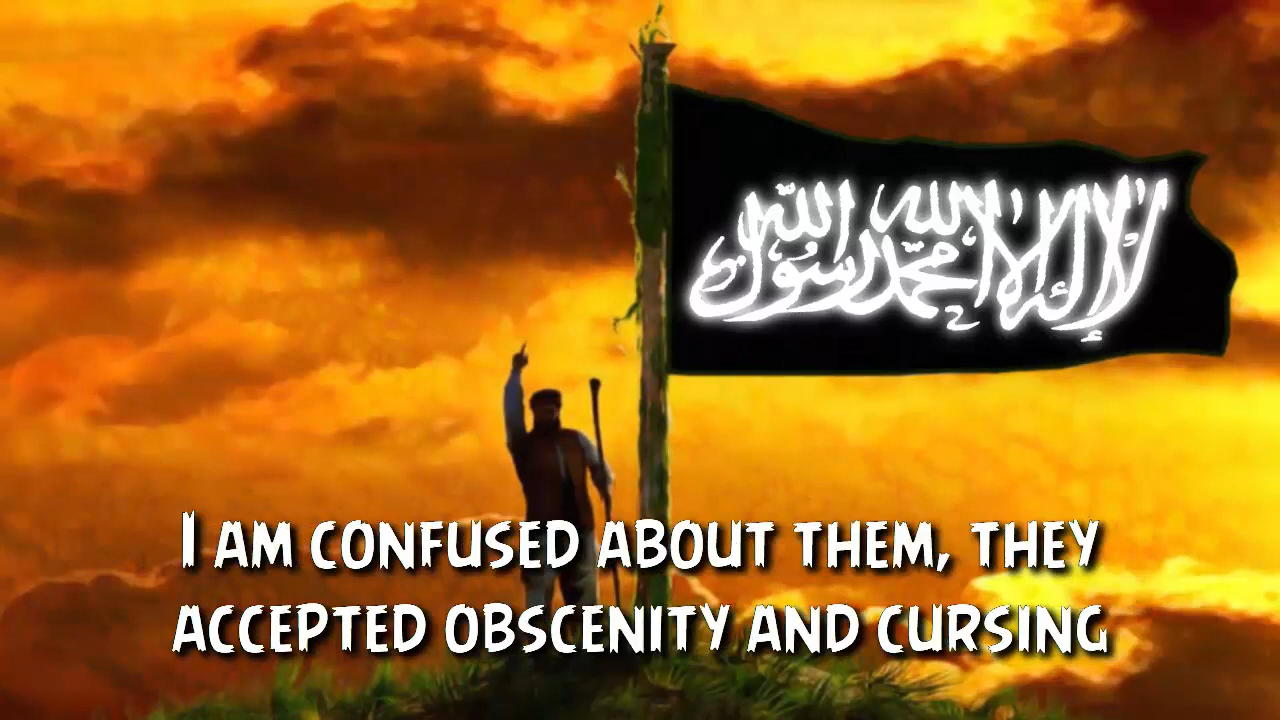 لا إله إلا الله محمد رسول الله
I AM CONFUSED ABOUT THEM, THEY
ACCEPTED OBSCENITY AND CURSING